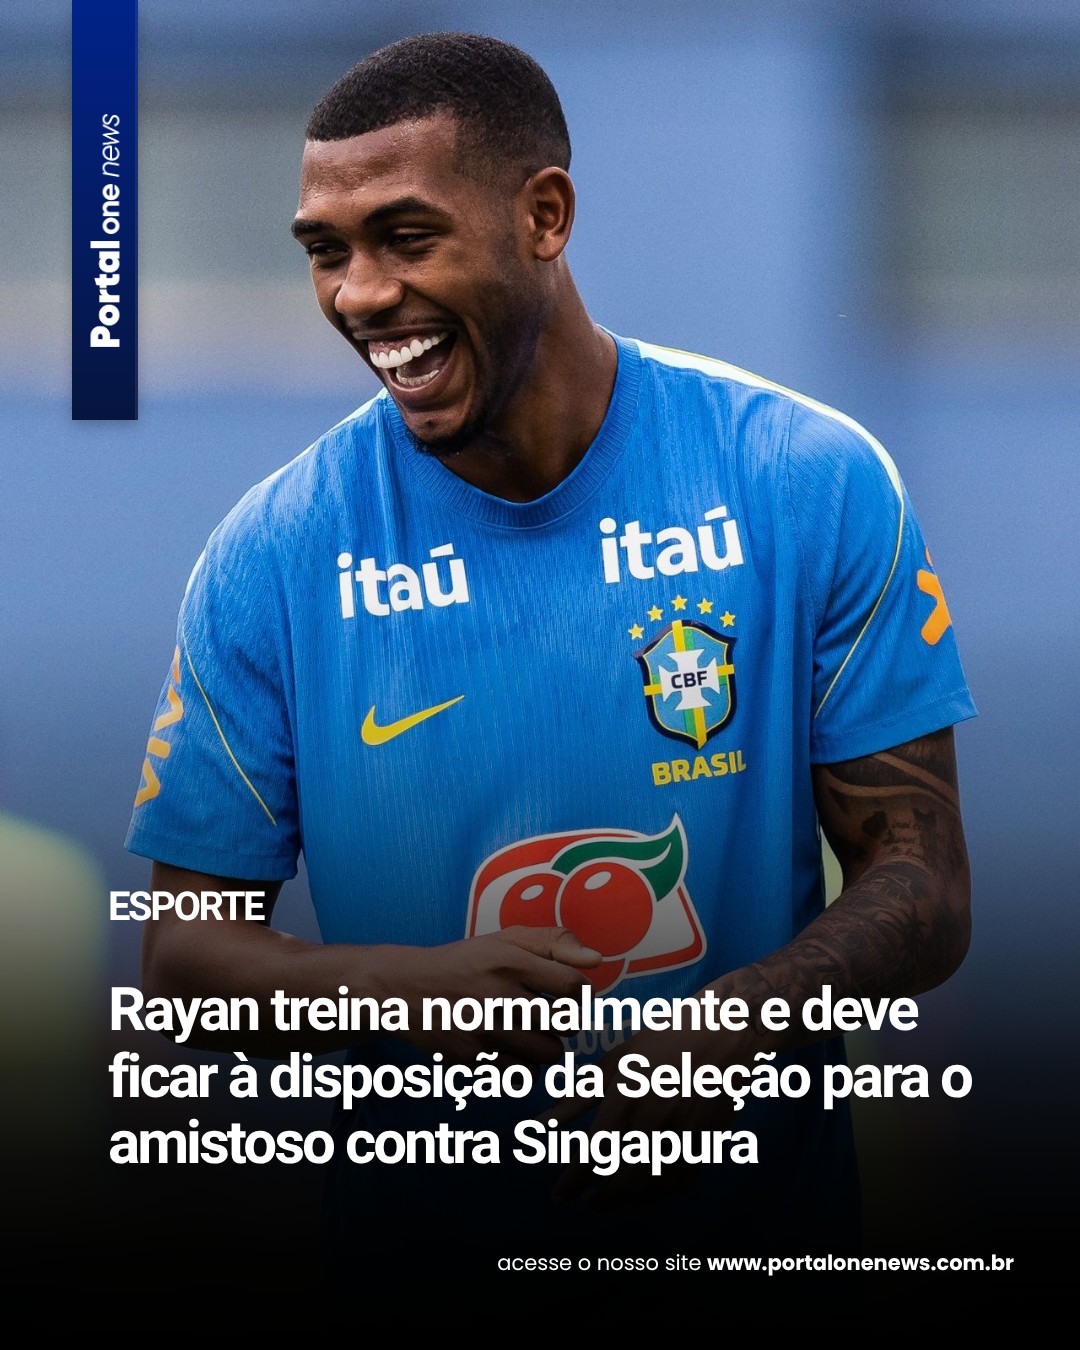 Portal one news
itaú
itaú
CBF
BRASIL
ESPORTE
Rayan treina normalmente e deve
ficar à disposição da Seleção para o
amistoso contra Singapura
acesse o nosso site www.portalonenews.com.br